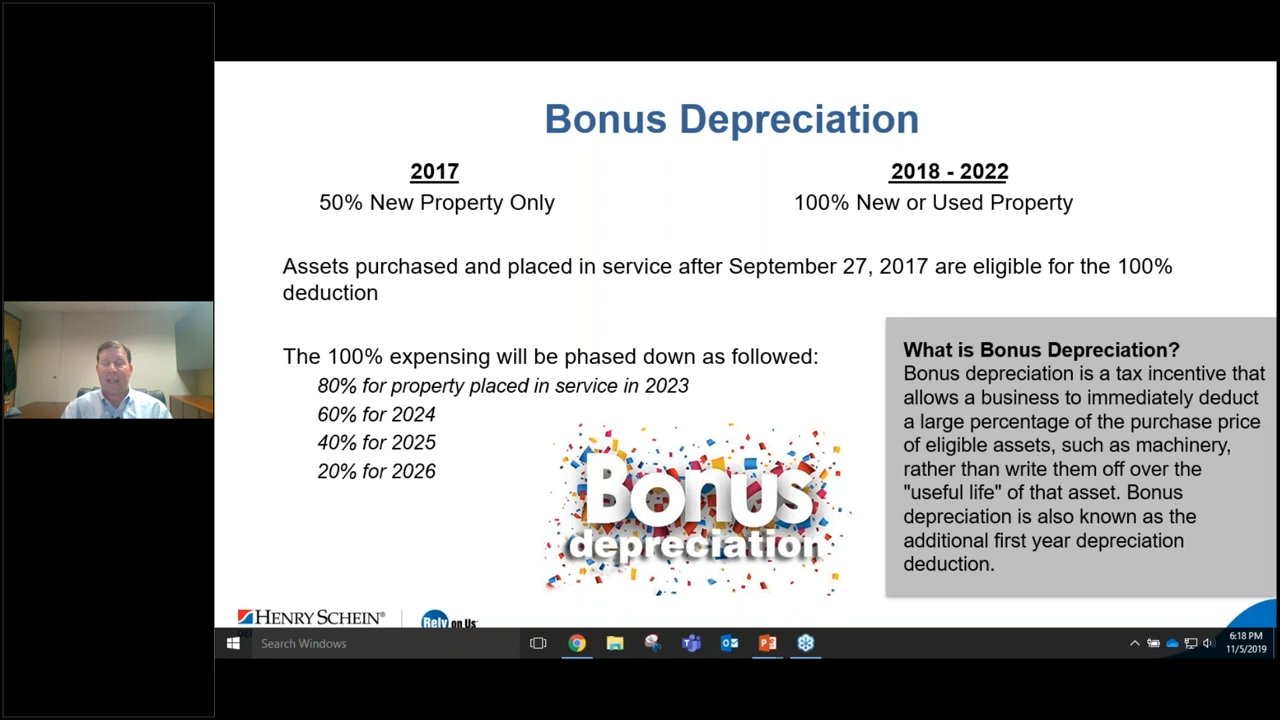 Bonus Depreciation
2017
50% New Property Only
2018 - 2022
100% New or Used Property
Assets purchased and placed in service after September 27, 2017 are eligible for the 100%
deduction
The 100% expensing will be phased down as followed:
80% for property placed in service in 2023
60% for 2024
40% for 2025
20% for 2026
Bonus
depreciation
What is Bonus Depreciation?
Bonus depreciation is a tax incentive that
allows a business to immediately deduct
a large percentage of the purchase price
of eligible assets, such as machinery,
rather than write them off over the
"useful life" of that asset. Bonus
depreciation is also known as the
additional first year depreciation
deduction.
HENRY SCHEIN®
Rely on Us
Search Windows
6:18 PM
11/5/2019